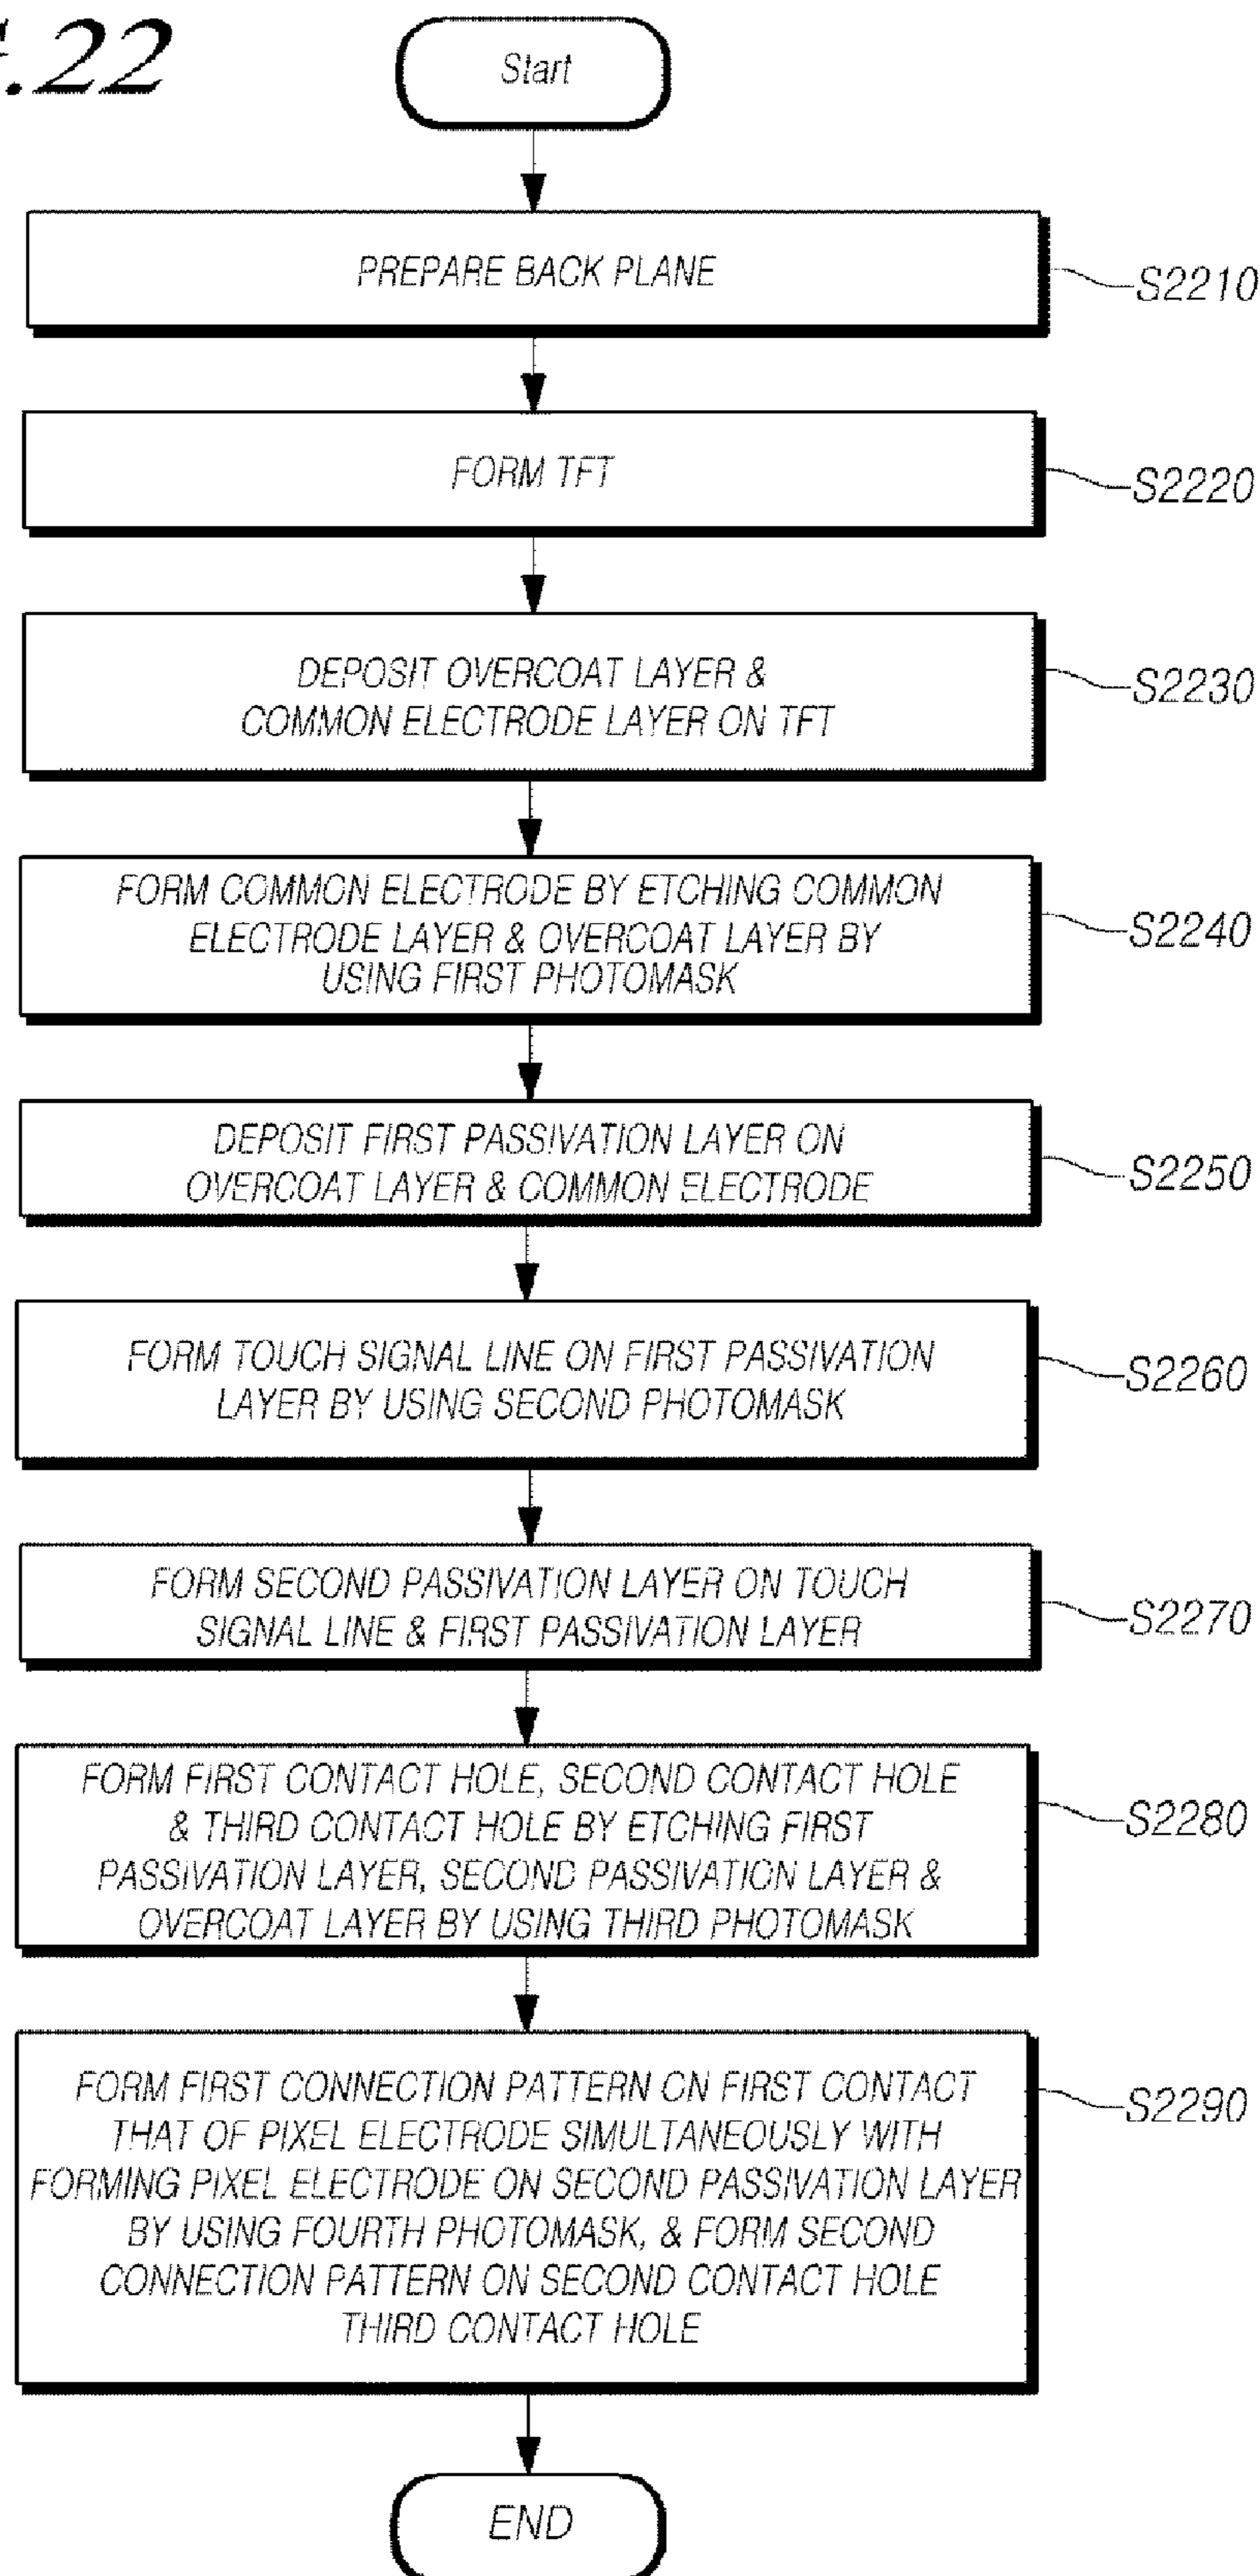 .22
Start
PREPARE BACK PLANE
S2210
FORM TFT
S2220
DEPOSIT OVERCOAT LAYER &
COMMON ELECTRODE LAYER ON TFT
S2230
FORM COMMON ELECTRODE BY ETCHING COMMON
ELECTRODE LAYER & OVERCOAT LAYER BY
USING FIRST PHOTOMASK
S2240
DEPOSIT FIRST PASSIVATION LAYER ON
OVERCOAT LAYER & COMMON ELECTRODE
S2250
FORM TOUCH SIGNAL LINE ON FIRST PASSIVATION
LAYER BY USING SECOND PHOTOMASK
S2260
FORM SECOND PASSIVATION LAYER ON TOUCH
SIGNAL LINE & FIRST PASSIVATION LAYER
S2270
FORM FIRST CONTACT HOLE, SECOND CONTACT HOLE
& THIRD CONTACT HOLE BY ETCHING FIRST
PASSIVATION LAYER, SECOND PASSIVATION LAYER &
OVERCOAT LAYER BY USING THIRD PHOTOMASK
S2280
FORM FIRST CONNECTION PATTERN ON FIRST CONTACT
THAT OF PIXEL ELECTRODE SIMULTANEOUSLY WITH
FORMING PIXEL ELECTRODE ON SECOND PASSIVATION LAYER
BY USING FOURTH PHOTOMASK, & FORM SECOND
CONNECTION PATTERN ON SECOND CONTACT HOLE
THIRD CONTACT HOLE
S2290
END